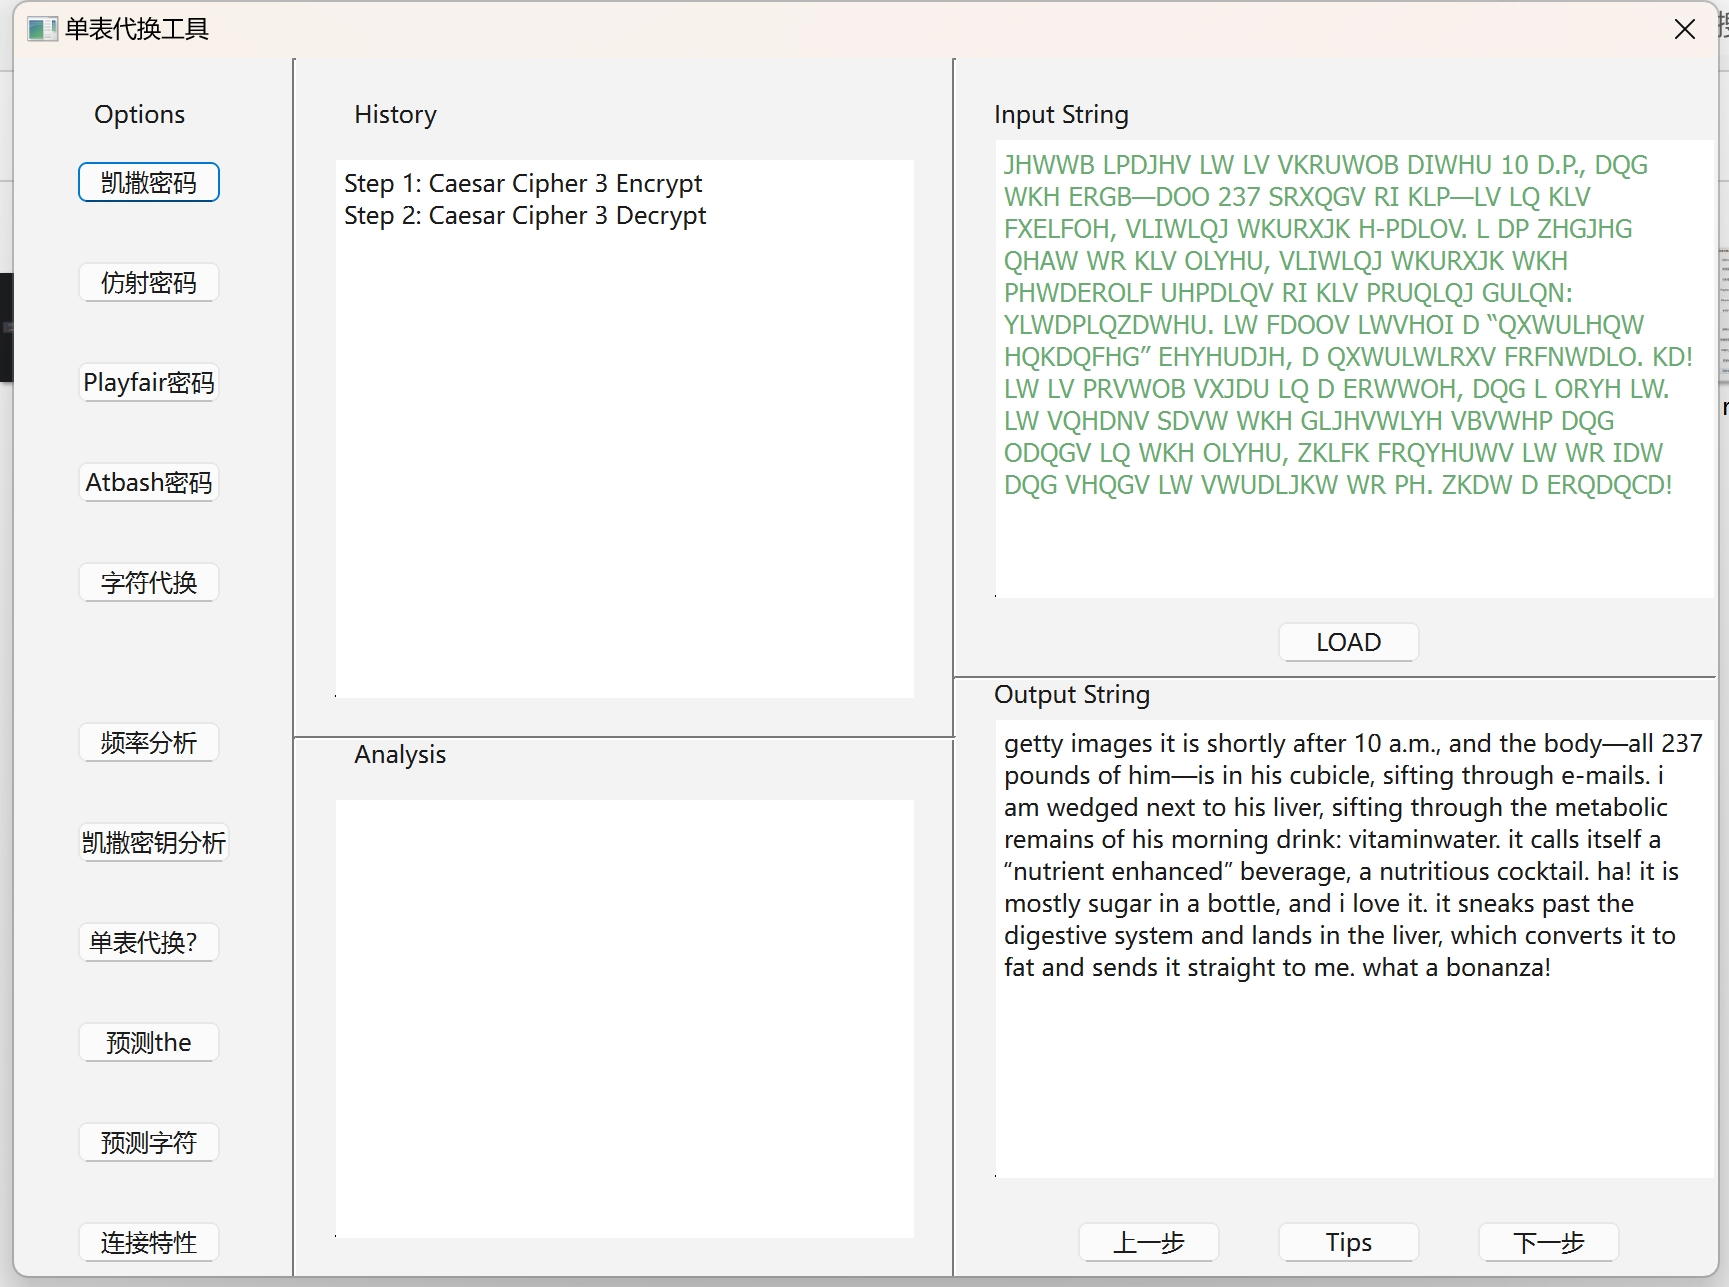 单表代换工具
Options
凯撒密码
仿射密码
Playfair密码
Atbash密码
字符代换
频率分析
凯撒密钥分析
单表代换?
预测the
预测字符
连接特性
History
Step 1: Caesar Cipher 3 Encrypt
Step 2: Caesar Cipher 3 Decrypt
Analysis
Input String
JHWWB LPDJHV LW LV VKRUWOB DIWHU 10 D.P., DQG
WKH ERGB—DOO 237 SRXQGV RI KLP—LV LQ KLV
FXELFOH, VLIWLQJ WKURXJK H-PDLOV. L DP ZHGJHG
QHAW WR KLV OLYHU, VLIWLQJ WKURXJK WKH
PHWDEROLF UHPDLQV RI KLV PRUQLQJ GULQN:
YLWDPLQZDWHU. LW FDOOV LWVHOI D “QXWULHQW
HQKDQFHG” EHYHUDJH, D QXWULWLRXV FRFNWDLO. KD!
LW LV PRVWOB VXJDU LQ D ERWWOH, DQG L ORYH LW.
LW VQHDNV SDVW WKH GLJHVWLYH VBVWHP DQG
ODQGV LQ WKH OLYHU, ZKLFK FRQYHUWV LW WR IDW
DQG VHQGV LW VWUDLJKW WR PH. ZKDW D ERQDQCD!
LOAD
Output String
getty images it is shortly after 10 a.m., and the body—all 237
pounds of him—is in his cubicle, sifting through e-mails. i
am wedged next to his liver, sifting through the metabolic
remains of his morning drink: vitaminwater. it calls itself a
“nutrient enhanced” beverage, a nutritious cocktail. ha! it is
mostly sugar in a bottle, and i love it. it sneaks past the
digestive system and lands in the liver, which converts it to
fat and sends it straight to me. what a bonanza!
上一步
Tips
下一步